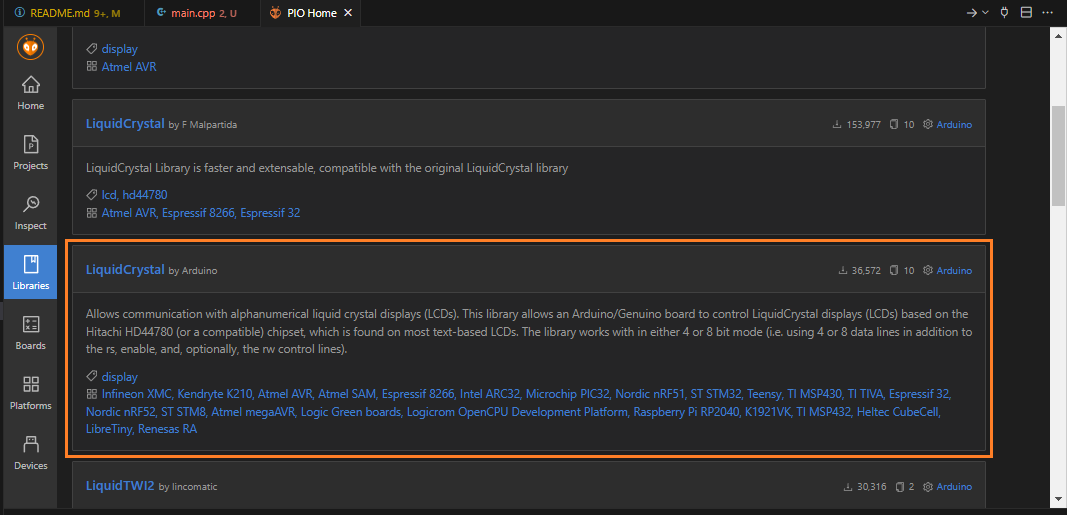 README.md 9+, M main.cpp 2, U PIO Home
display
Atmel AVR
Home
Projects
Inspect
Libraries
Boards
Platforms
Devices
LiquidCrystal by F Malpartida 153,977 10 Arduino
LiquidCrystal Library is faster and extensable, compatible with the original LiquidCrystal library
lcd, hd44780
Atmel AVR, Espressif 8266, Espressif 32
LiquidCrystal by Arduino 36,572 10 Arduino
Allows communication with alphanumerical liquid crystal displays (LCDs). This library allows an Arduino/Genuino board to control LiquidCrystal displays (LCDs) based on the
Hitachi HD44780 (or a compatible) chipset, which is found on most text-based LCDs. The library works with in either 4 or 8 bit mode (i.e. using 4 or 8 data lines in addition to
the rs, enable, and, optionally, the rw control lines).
display
Infineon XMC, Kendryte K210, Atmel AVR, Atmel SAM, Espressif 8266, Intel ARC32, Microchip PIC32, Nordic nRF51, ST STM32, Teensy, TI MSP430, TI TIVA, Espressif 32,
Nordic nRF52, ST STM8, Atmel megaAVR, Logic Green boards, Logicrom OpenCPU Development Platform, Raspberry Pi RP2040, K1921VK, TI MSP432, Heltec CubeCell,
LibreTiny, Renesas RA
LiquidTWI2 by lincomatic 30,316 2 Arduino